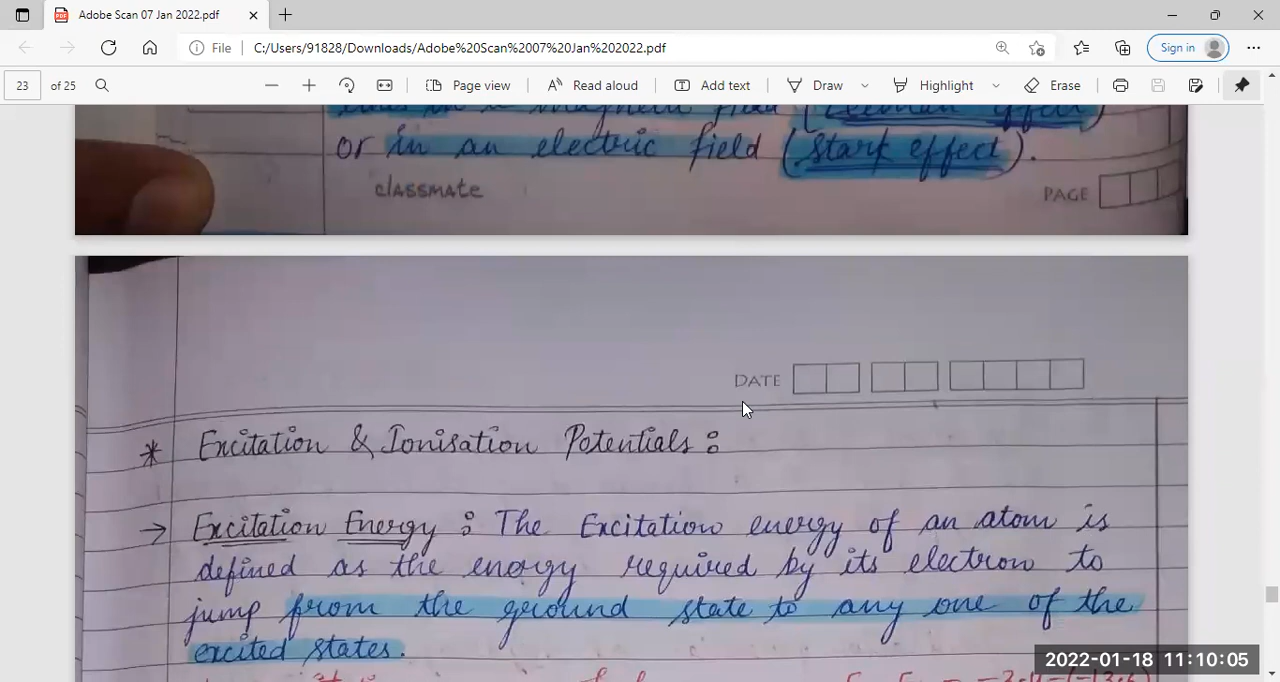 Adobe Scan 07 Jan 2022.pdf
File C:/Users/91828/Downloads/Adobe%20Scan%2007%20Jan%202022.pdf
Sign in
23 of 25 Page view Read aloud Add text Draw Highlight Erase
magnetic field (Zeeman effect)
or in an electric field (Stark effect).
classmate
PAGE
DATE
* Excitation & Ionisation Potentials :
→ Excitation Energy : The Excitation energy of an atom is
defined as the energy required by its electron to
jump from the ground state to any one of the
excited states.
2022-01-18 11:10:05